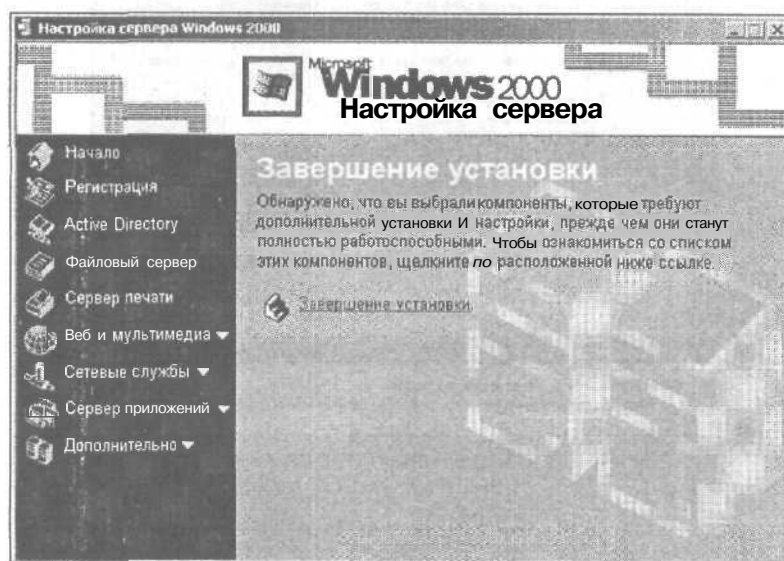 Настройка сервера Windows 2000
Microsoft
Windows 2000
Настройка сервера
Начало
Регистрация
Active Directory
Файловый сервер
Сервер печати
Веб и мультимедиа
Сетевые службы
Сервер приложений
Дополнительно
Завершение установки
Обнаружено, что вы выбрали компоненты, которые требуют
дополнительной установки И настройки, прежде чем они станут
полностью работоспособными. Чтобы ознакомиться со списком
этих компонентов, щелкните по расположенной ниже ссылке.
Завершение установки.